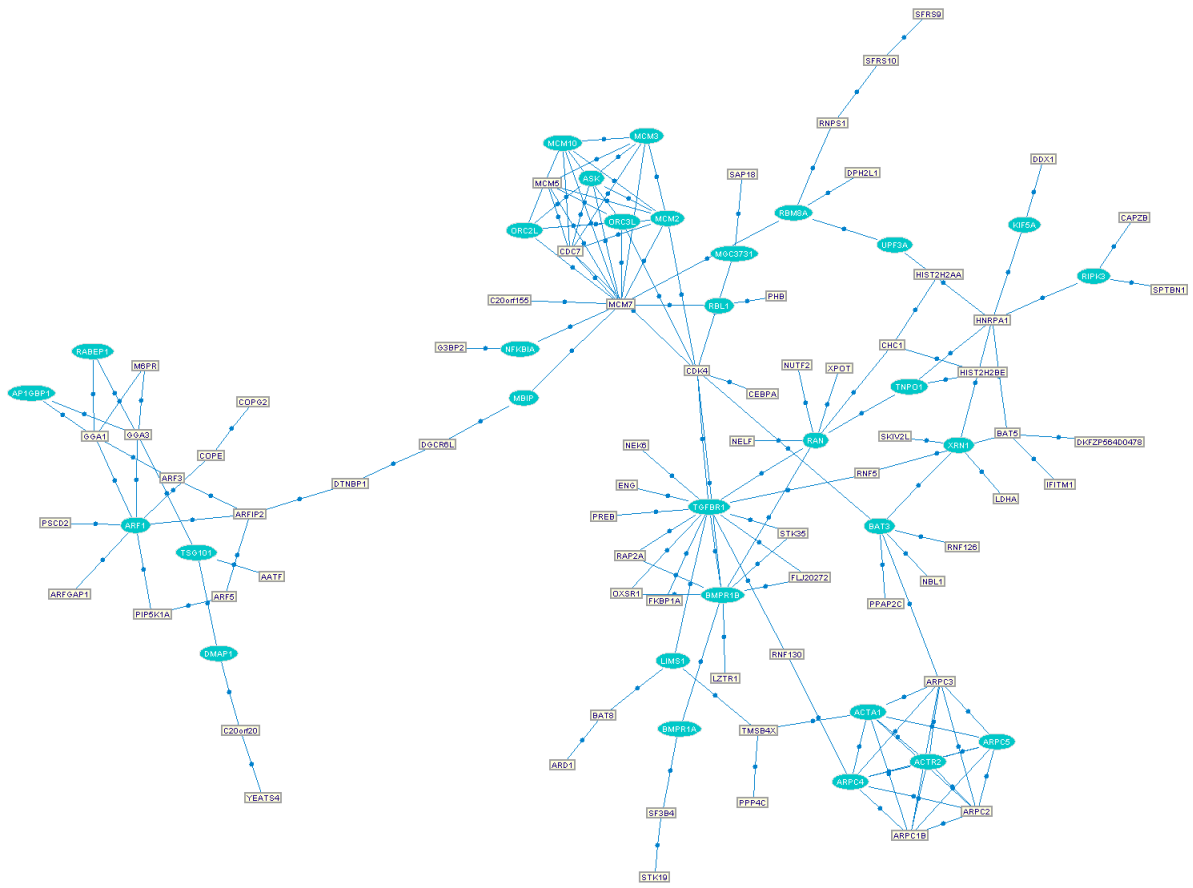 SFRS9
SFRS10
RNPS1
MCM10
MCM3
DDX1
SAP18
DPH2L1
ASK
MCM5
RBM8A
CAPZB
ORC3L
MCM2
KIF5A
ORC2L
UPF3A
CDC7
MGC3731
HIST2H2AA
RIPK3
SPTBN1
C20orf155
MCM7
RBL1
PHB
HNRPA1
G3BP2
NFKBIA
CHC1
RABEP1
M6PR
CDK4
NUTF2
XPOT
HIST2H2BE
AP1GBP1
MBIP
CEBPA
TNPO1
COPG2
GGA1
GGA3
DGCR6L
NEK6
NELF
RAN
SKIV2L
XRN1
BAT5
DKFZP564D0478
COPE
ARF3
DTNBP1
ENG
RNF5
IFITM1
LDHA
TGFBR1
ARFIP2
PREB
PSCD2
ARF1
STK35
BAT3
TSG101
RAP2A
RNF126
AATF
FLJ20272
NBL1
ARFGAP1
ARF5
OXSR1
FKBP1A
BMPR1B
PPAP2C
PIP5K1A
DMAP1
LIMS1
RNF130
LZTR1
ARPC3
BAT8
ACTA1
C20orf20
BMPR1A
TMSB4X
ARPC5
ARD1
ACTR2
ARPC4
YEATS4
PPP4C
SF3B4
ARPC2
ARPC1B
STK19